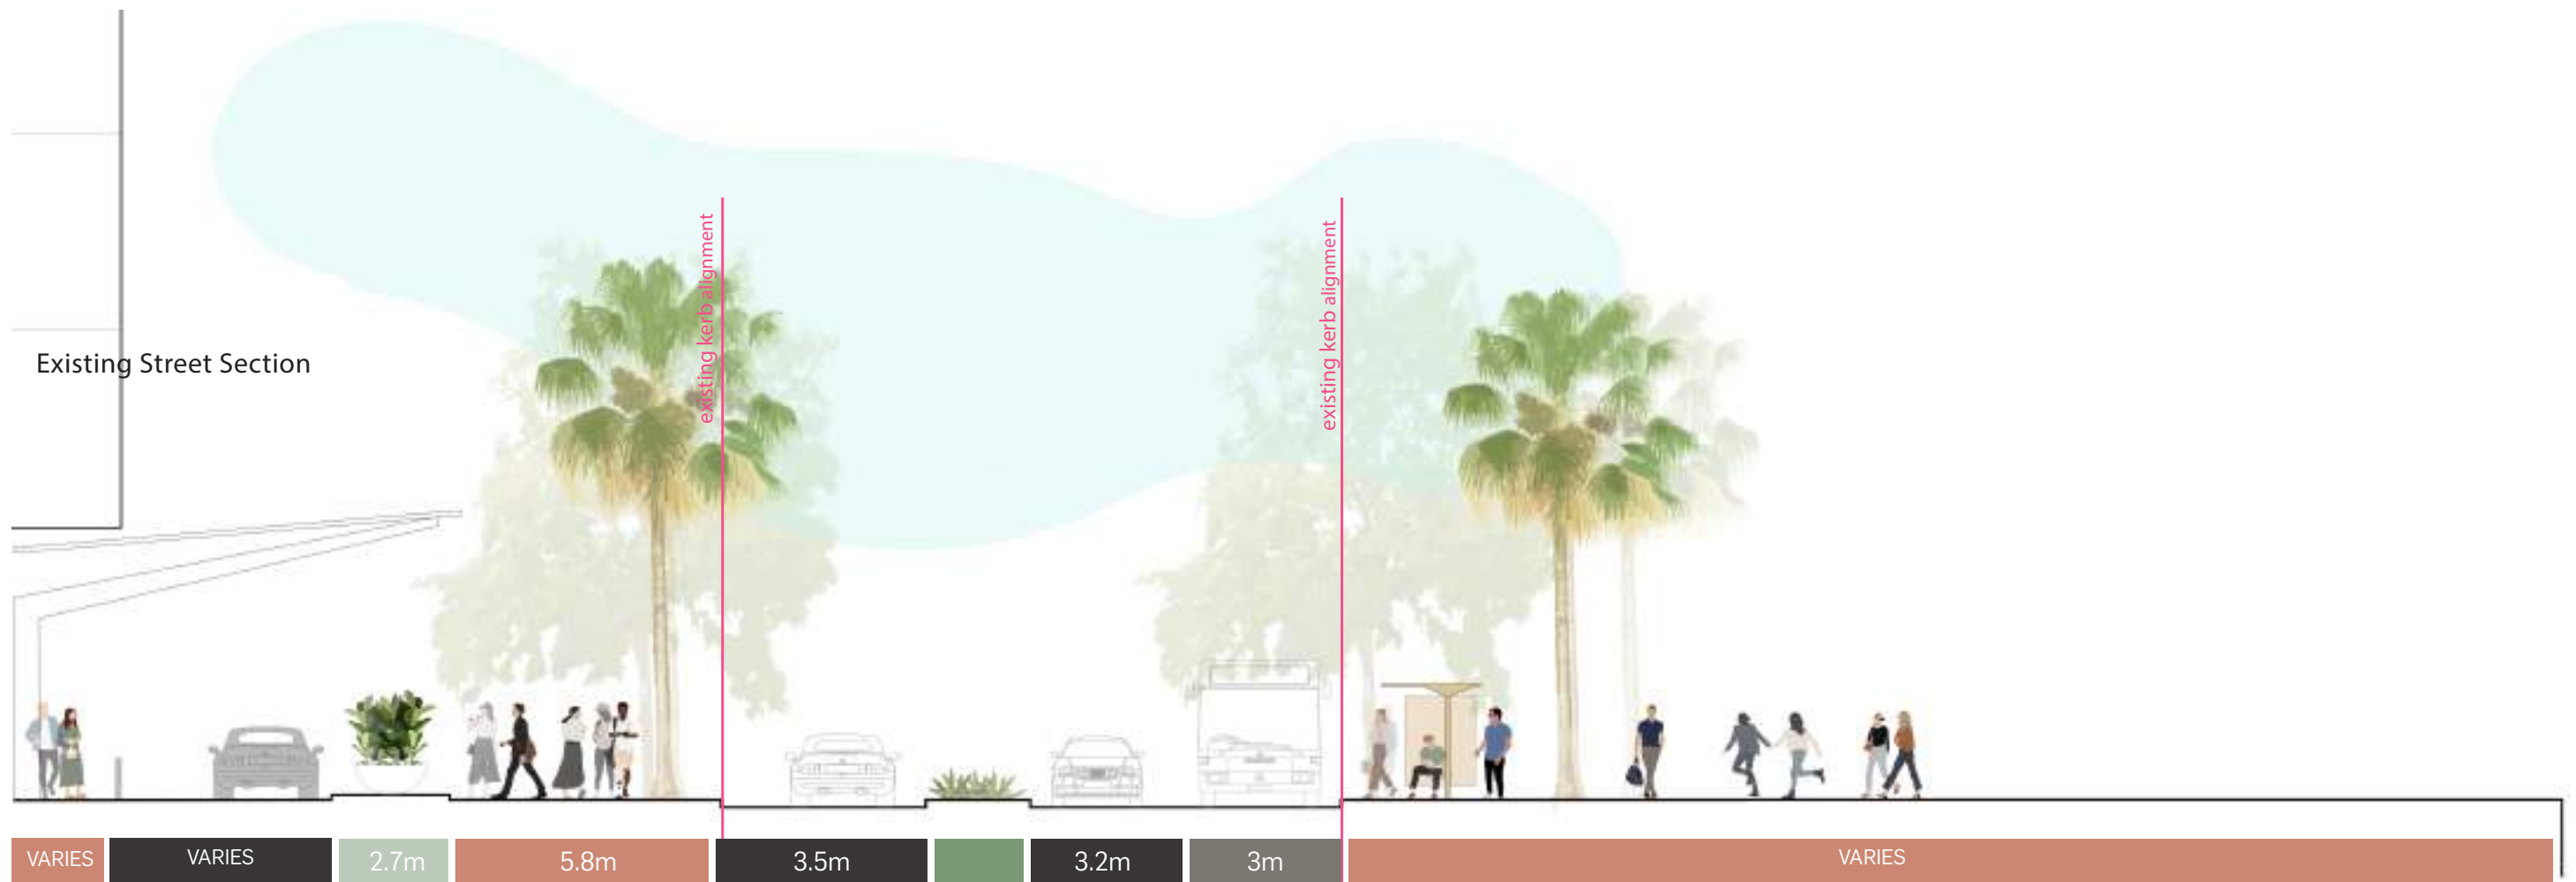 existing kerb alignment
existing kerb alignment
Existing Street Section
VARIES
VARIES
2.7m
5.8m
3.5m
3.2m
3m
VARIES